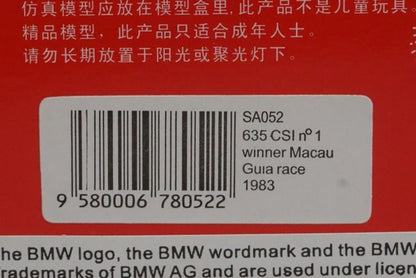 仿真模型应放在模型盒里,此产品不是儿童玩具,
精品模型，此产品只适合成年人士。
请勿长期放置于阳光或聚光灯下。
SA052
635 CSI nº 1
winner Macau
Guia race
1983
9 580006 780522
he BMW logo, the BMW wordmark and the BMW
rademarks of BMW AG and are used under licen